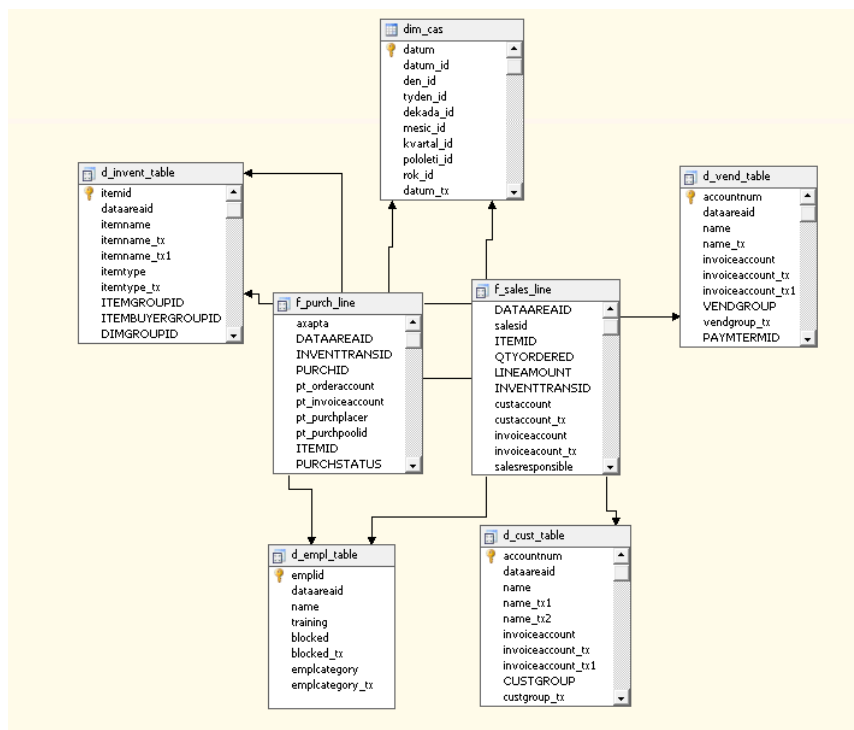 dim_cas
datum
datum_id
den_id
tyden_id
dekada_id
mesic_id
kvartal_id
pololeti_id
rok_id
datum_tx
d_invent_table
itemid
dataareaid
itemname
itemname_tx
itemname_tx1
itemtype
itemtype_tx
ITEMGROUPID
ITEMBUYERGROUPID
DIMGROUPID
d_vend_table
accountnum
dataareaid
name
name_tx
invoiceaccount
invoiceaccount_tx
invoiceaccount_tx1
VENDGROUP
vendgroup_tx
PAYMTERMID
f_purch_line
axapta
DATAAREAID
INVENTTRANSID
PURCHID
pt_orderaccount
pt_invoiceaccount
pt_purchplacer
pt_purchpoolid
ITEMID
PURCHSTATUS
f_sales_line
DATAAREAID
salesid
ITEMID
QTYORDERED
LINEAMOUNT
INVENTTRANSID
custaccount
custaccount_tx
invoiceaccount
invoiceacount_tx
salesresponsible
d_empl_table
emplid
dataareaid
name
training
blocked
blocked_tx
emplcategory
emplcategory_tx
d_cust_table
accountnum
dataareaid
name
name_tx1
name_tx2
invoiceaccount
invoiceaccount_tx
invoiceaccount_tx1
CUSTGROUP
custgroup_tx